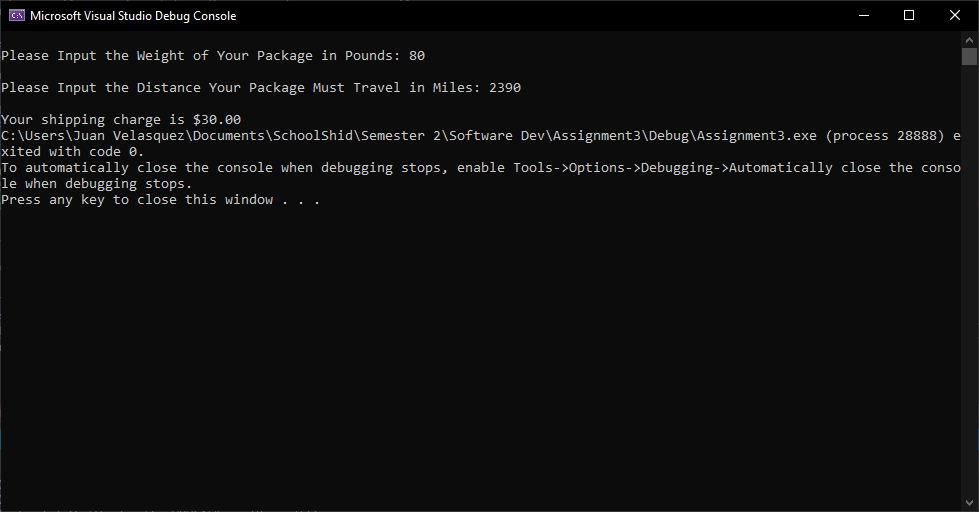 Microsoft Visual Studio Debug Console
Please Input the Weight of Your Package in Pounds: 80
Please Input the Distance Your Package Must Travel in Miles: 2390
Your shipping charge is $30.00
C:\Users\Juan Velasquez\Documents\SchoolShid\Semester 2\Software Dev\Assignment3\Debug\Assignment3.exe (process 28888) e
xited with code 0.
To automatically close the console when debugging stops, enable Tools->Options->Debugging->Automatically close the conso
le when debugging stops.
Press any key to close this window . . .